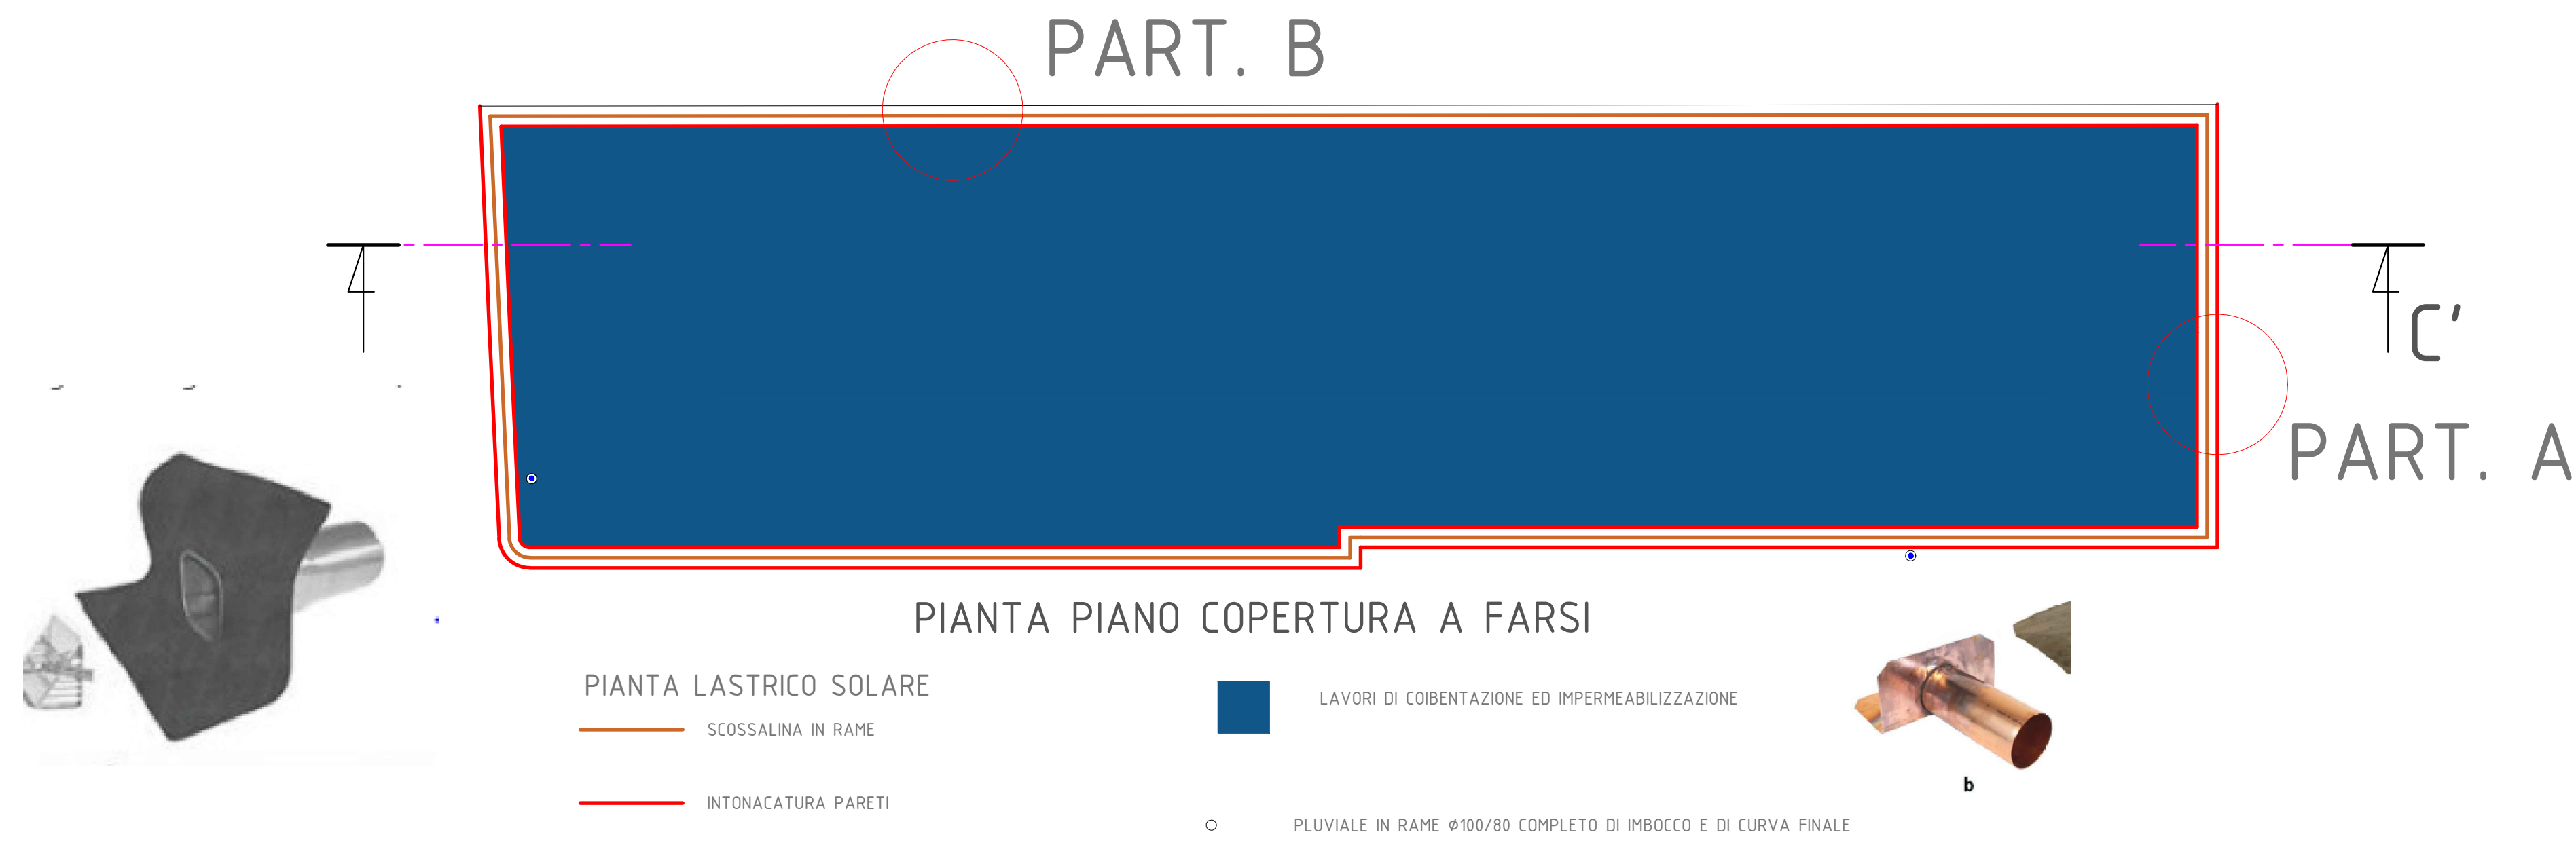 PART. B
C'
PART. A
PIANTA PIANO COPERTURA A FARSI
PIANTA LASTRICO SOLARE
SCOSSALINA IN RAME
INTONACATURA PARETI
LAVORI DI COIBENTAZIONE ED IMPERMEABILIZZAZIONE
b
PLUVIALE IN RAME Ø100/80 COMPLETO DI IMBOCCO E DI CURVA FINALE